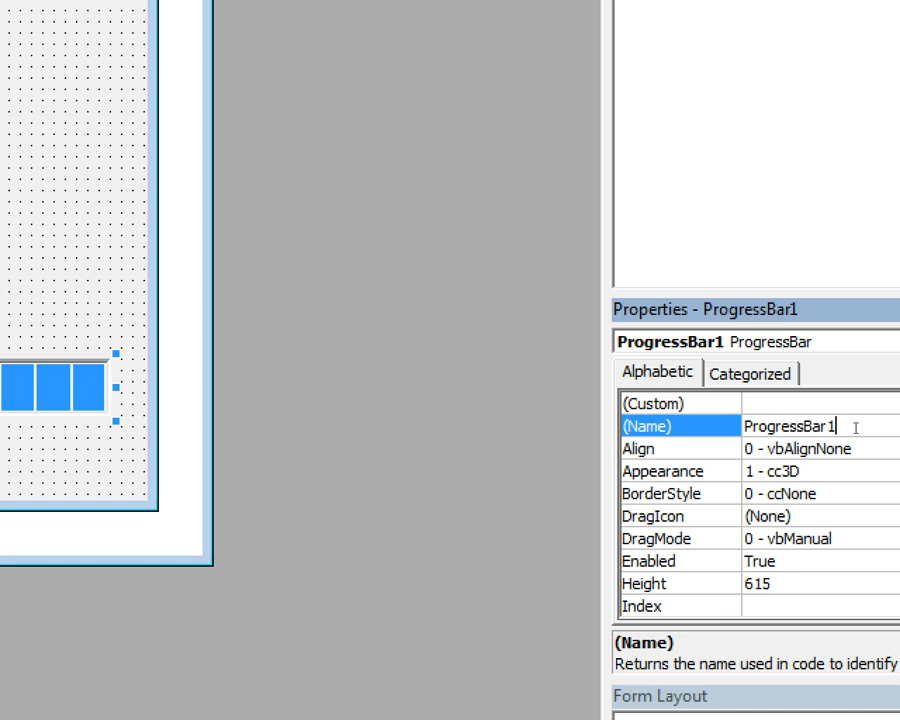 Properties - ProgressBar1
ProgressBar1 ProgressBar
Alphabetic Categorized
(Custom)
(Name) ProgressBar1
Align 0 - vbAlignNone
Appearance 1 - cc3D
BorderStyle 0 - ccNone
DragIcon (None)
DragMode 0 - vbManual
Enabled True
Height 615
Index
(Name)
Returns the name used in code to identify
Form Layout